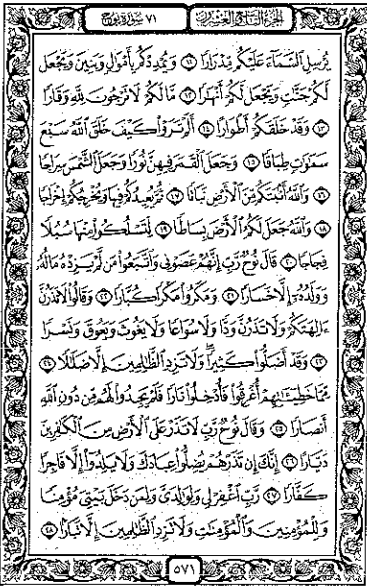 الجزء التاسع والعشرون ٧١ سورة نوح
يُرْسِلِ السَّمَاءَ عَلَيْكُم مِّدْرَارًا ۝١١ وَيُمْدِدْكُم بِأَمْوَالٍ وَبَنِينَ وَيَجْعَل
لَّكُمْ جَنَّاتٍ وَيَجْعَل لَّكُمْ أَنْهَارًا ۝١٢ مَّا لَكُمْ لَا تَرْجُونَ لِلَّهِ وَقَارًا
۝١٣ وَقَدْ خَلَقَكُمْ أَطْوَارًا ۝١٤ أَلَمْ تَرَوْا كَيْفَ خَلَقَ اللَّهُ سَبْعَ
سَمَاوَاتٍ طِبَاقًا ۝١٥ وَجَعَلَ الْقَمَرَ فِيهِنَّ نُورًا وَجَعَلَ الشَّمْسَ سِرَاجًا
۝١٦ وَاللَّهُ أَنبَتَكُم مِّنَ الْأَرْضِ نَبَاتًا ۝١٧ ثُمَّ يُعِيدُكُمْ فِيهَا وَيُخْرِجُكُمْ إِخْرَاجًا
۝١٨ وَاللَّهُ جَعَلَ لَكُمُ الْأَرْضَ بِسَاطًا ۝١٩ لِّتَسْلُكُوا مِنْهَا سُبُلًا
فِجَاجًا ۝٢٠ قَالَ نُوحٌ رَّبِّ إِنَّهُمْ عَصَوْنِي وَاتَّبَعُوا مَن لَّمْ يَزِدْهُ مَالُهُ
وَوَلَدُهُ إِلَّا خَسَارًا ۝٢١ وَمَكَرُوا مَكْرًا كُبَّارًا ۝٢٢ وَقَالُوا لَا تَذَرُنَّ
ءَالِهَتَكُمْ وَلَا تَذَرُنَّ وَدًّا وَلَا سُوَاعًا وَلَا يَغُوثَ وَيَعُوقَ وَنَسْرًا
۝٢٣ وَقَدْ أَضَلُّوا كَثِيرًا وَلَا تَزِدِ الظَّالِمِينَ إِلَّا ضَلَالًا ۝٢٤
مِّمَّا خَطِيئَاتِهِمْ أُغْرِقُوا فَأُدْخِلُوا نَارًا فَلَمْ يَجِدُوا لَهُم مِّن دُونِ اللَّهِ
أَنصَارًا ۝٢٥ وَقَالَ نُوحٌ رَّبِّ لَا تَذَرْ عَلَى الْأَرْضِ مِنَ الْكَافِرِينَ
دَيَّارًا ۝٢٦ إِنَّكَ إِن تَذَرْهُمْ يُضِلُّوا عِبَادَكَ وَلَا يَلِدُوا إِلَّا فَاجِرًا
كَفَّارًا ۝٢٧ رَّبِّ اغْفِرْ لِي وَلِوَالِدَيَّ وَلِمَن دَخَلَ بَيْتِيَ مُؤْمِنًا
وَلِلْمُؤْمِنِينَ وَالْمُؤْمِنَاتِ وَلَا تَزِدِ الظَّالِمِينَ إِلَّا تَبَارًا ۝٢٨
٥٧١